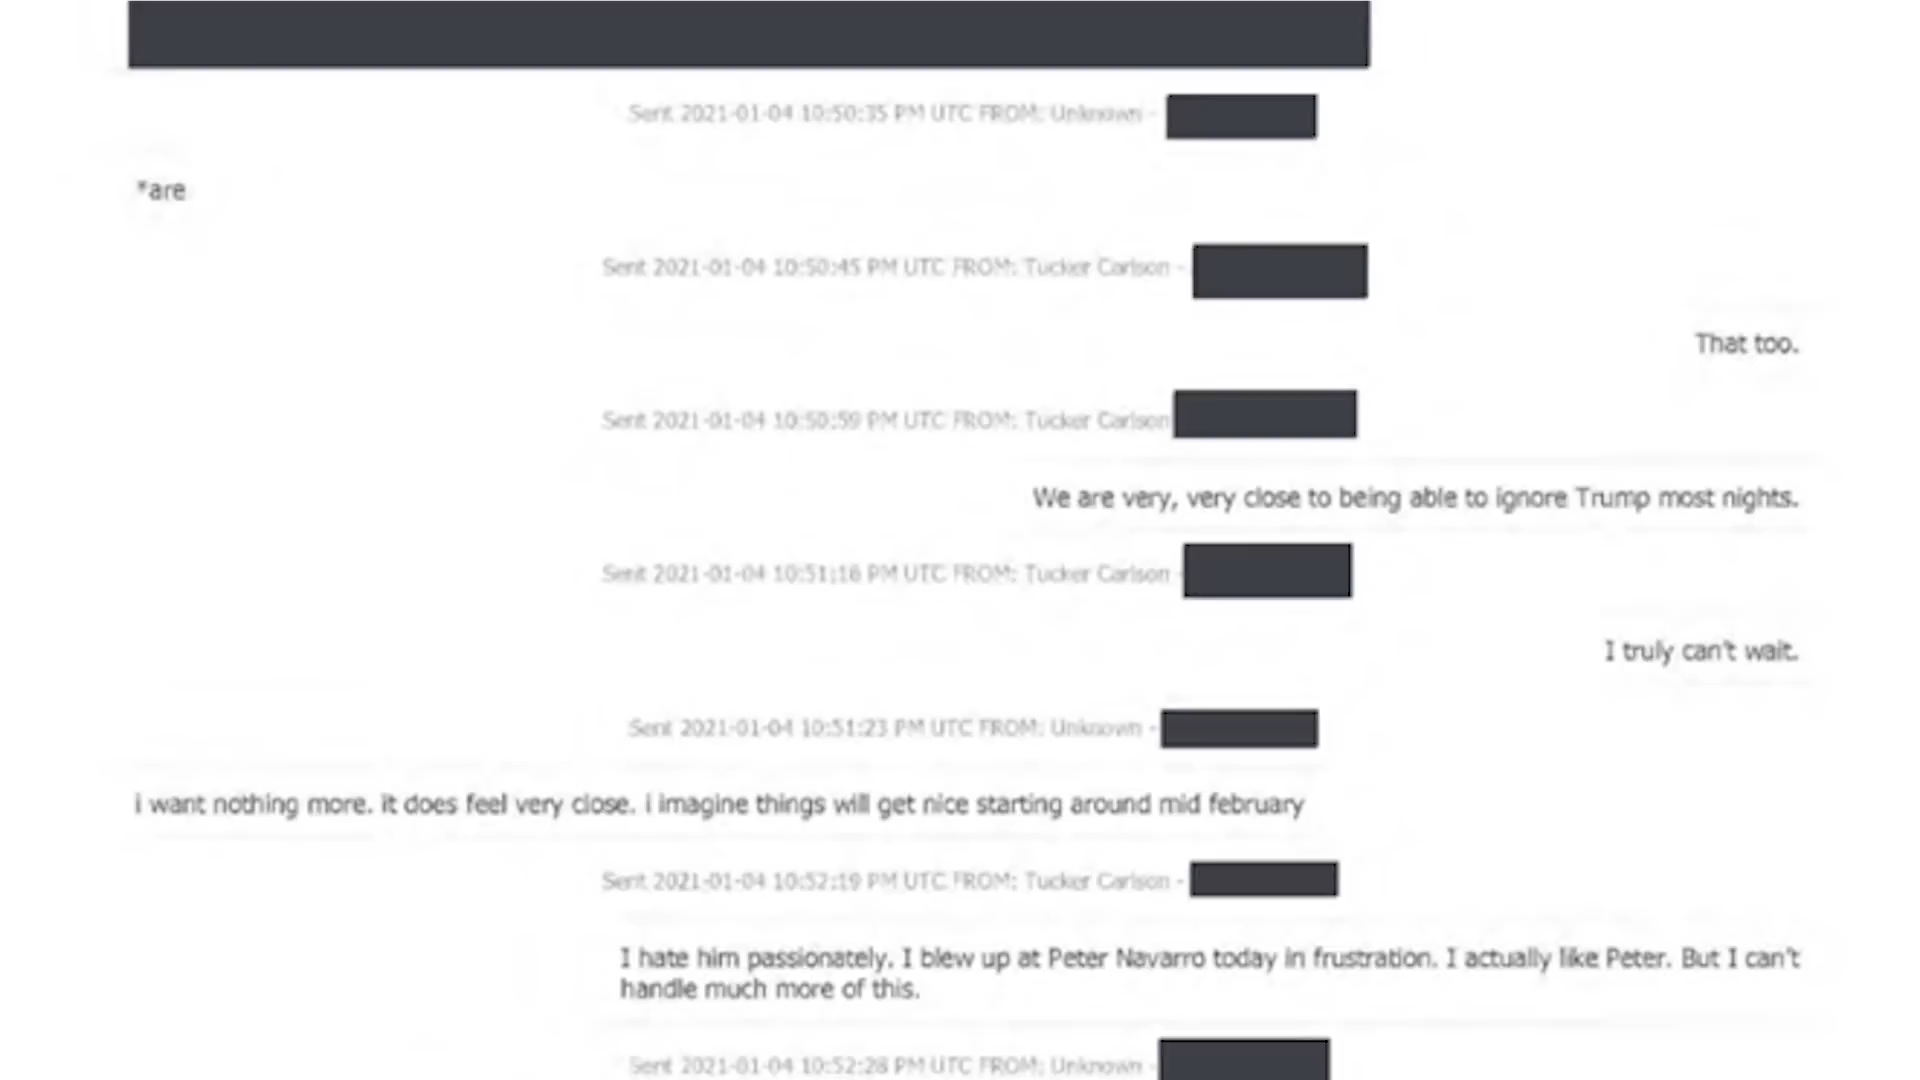 Sent 2021-01-04 10:50:35 PM UTC FROM: Unknown -
*are
Sent 2021-01-04 10:50:45 PM UTC FROM: Tucker Carlson -
That too.
Sent 2021-01-04 10:50:59 PM UTC FROM: Tucker Carlson
We are very, very close to being able to ignore Trump most nights.
Sent 2021-01-04 10:51:16 PM UTC FROM: Tucker Carlson -
I truly can't wait.
Sent 2021-01-04 10:51:23 PM UTC FROM: Unknown -
i want nothing more. it does feel very close. i imagine things will get nice starting around mid february
Sent 2021-01-04 10:52:19 PM UTC FROM: Tucker Carlson -
I hate him passionately. I blew up at Peter Navarro today in frustration. I actually like Peter. But I can't
handle much more of this.
Sent 2021-01-04 10:52:28 PM UTC FROM: Unknown -